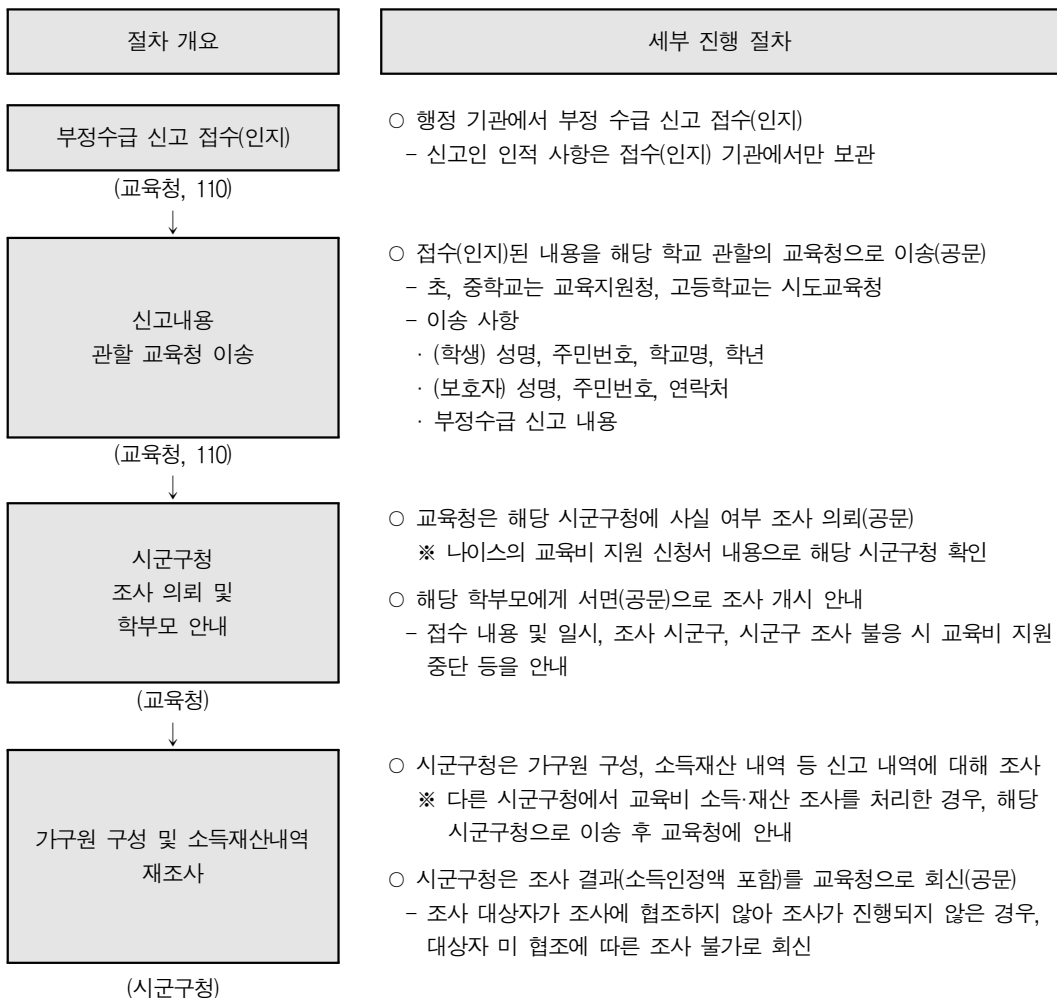 절차 개요
세부 진행 절차
부정수급 신고 접수(인지)
(교육청, 110)
○ 행정 기관에서 부정 수급 신고 접수(인지)
- 신고인 인적 사항은 접수(인지) 기관에서만 보관
↓
신고내용
관할 교육청 이송
(교육청, 110)
○ 접수(인지)된 내용을 해당 학교 관할의 교육청으로 이송(공문)
- 초, 중학교는 교육지원청, 고등학교는 시도교육청
- 이송 사항
· (학생) 성명, 주민번호, 학교명, 학년
· (보호자) 성명, 주민번호, 연락처
· 부정수급 신고 내용
↓
시군구청
조사 의뢰 및
학부모 안내
(교육청)
○ 교육청은 해당 시군구청에 사실 여부 조사 의뢰(공문)
※ 나이스의 교육비 지원 신청서 내용으로 해당 시군구청 확인
○ 해당 학부모에게 서면(공문)으로 조사 개시 안내
- 접수 내용 및 일시, 조사 시군구, 시군구 조사 불응 시 교육비 지원
중단 등을 안내
↓
가구원 구성 및 소득재산내역
재조사
(시군구청)
○ 시군구청은 가구원 구성, 소득재산 내역 등 신고 내역에 대해 조사
※ 다른 시군구청에서 교육비 소득·재산 조사를 처리한 경우, 해당
시군구청으로 이송 후 교육청에 안내
○ 시군구청은 조사 결과(소득인정액 포함)를 교육청으로 회신(공문)
- 조사 대상자가 조사에 협조하지 않아 조사가 진행되지 않은 경우,
대상자 미 협조에 따른 조사 불가로 회신